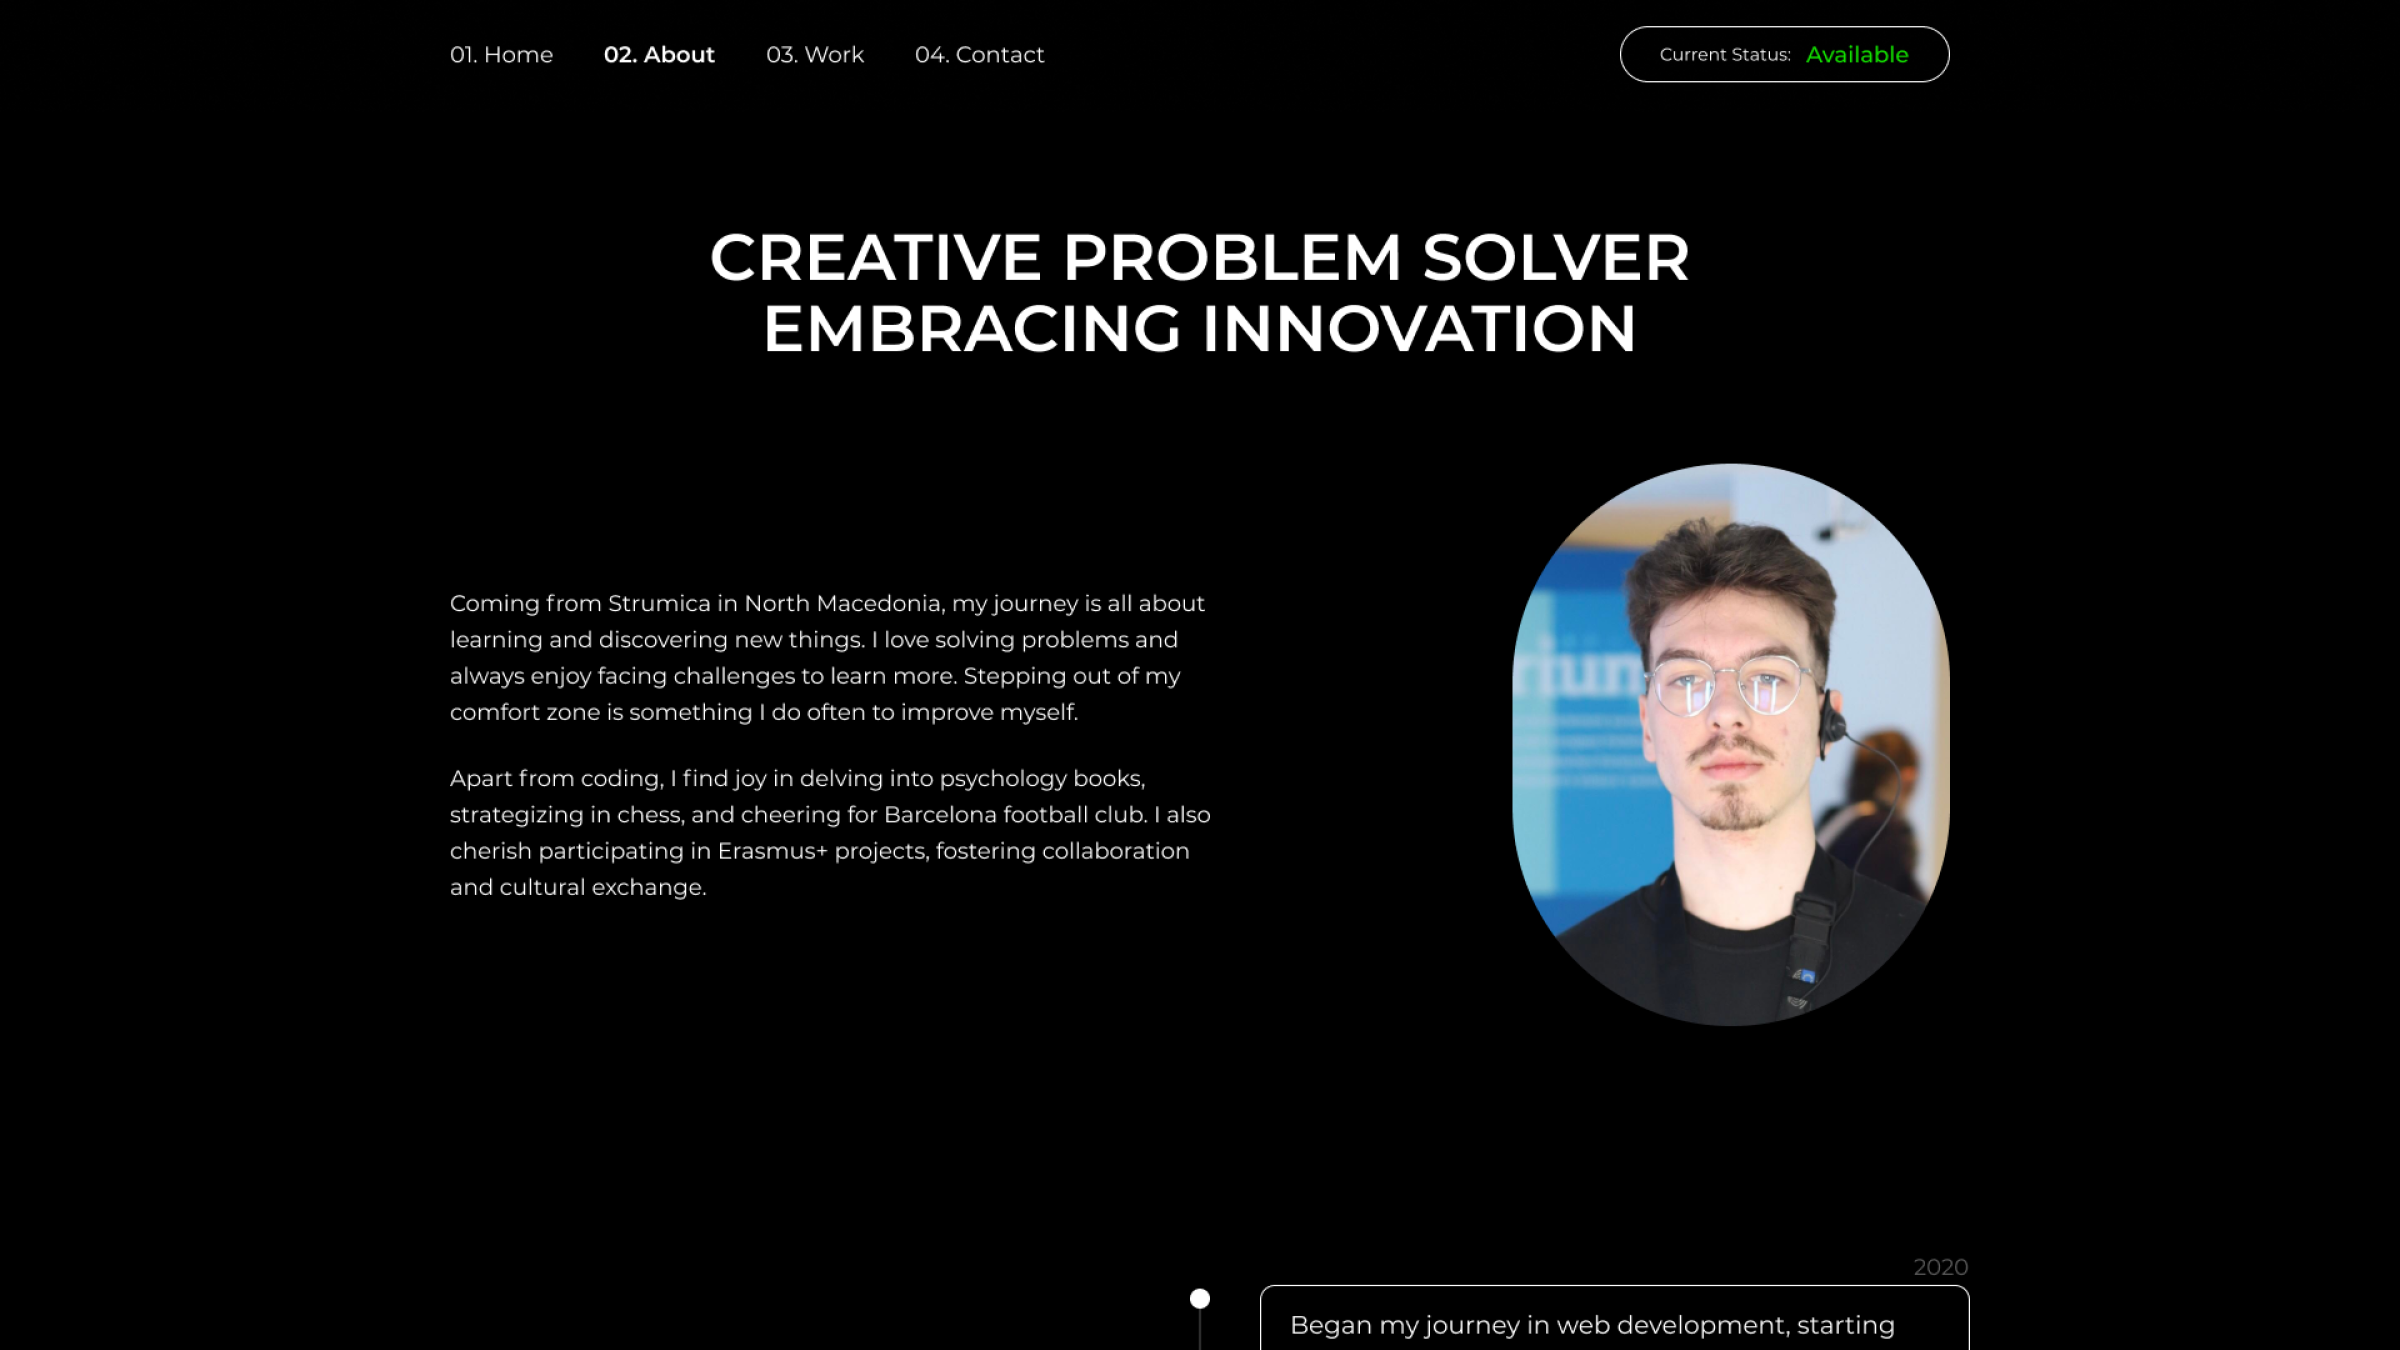 01. Home
02. About
03. Work
04. Contact
Current Status: Available
CREATIVE PROBLEM SOLVER
EMBRACING INNOVATION
Coming from Strumica in North Macedonia, my journey is all about
learning and discovering new things. I love solving problems and
always enjoy facing challenges to learn more. Stepping out of my
comfort zone is something I do often to improve myself.
Apart from coding, I find joy in delving into psychology books,
strategizing in chess, and cheering for Barcelona football club. I also
cherish participating in Erasmus+ projects, fostering collaboration
and cultural exchange.
2020
Began my journey in web development, starting